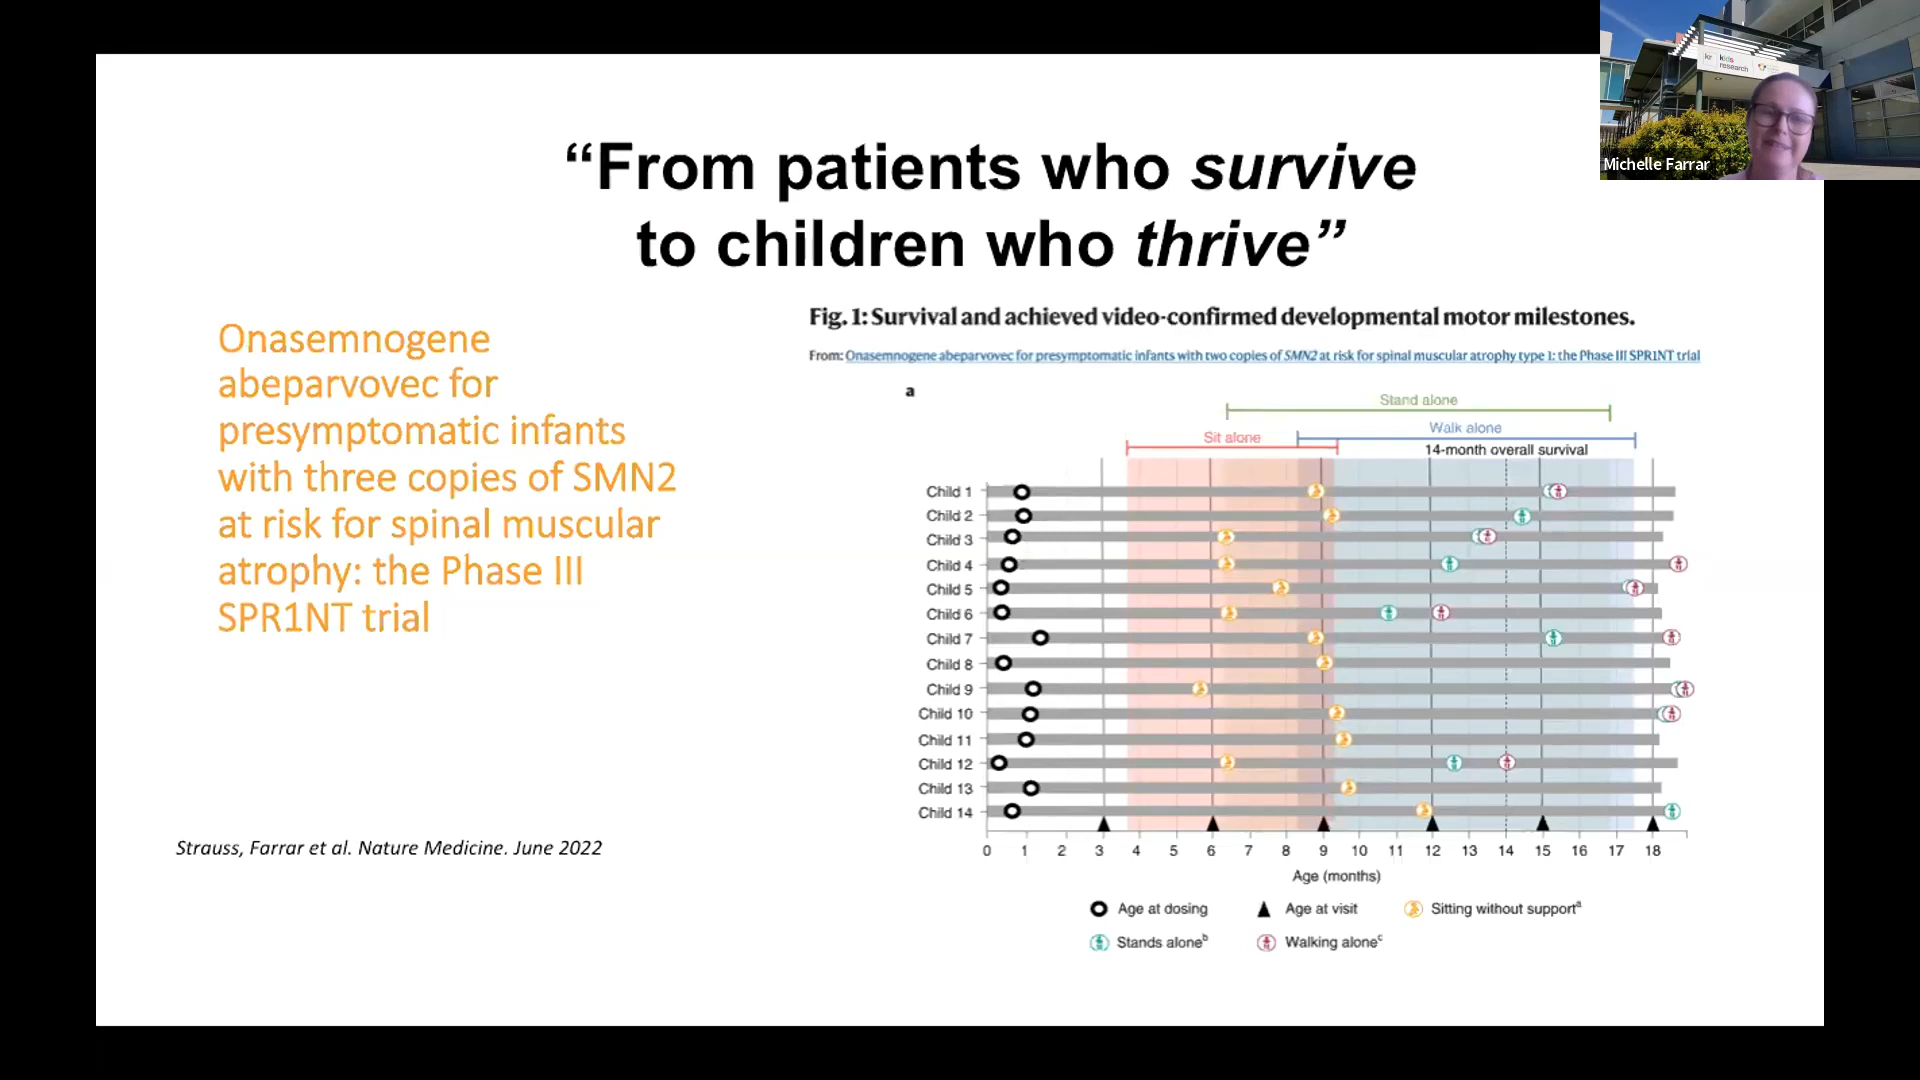 kr kids research
Michelle Farrar
“From patients who survive
to children who thrive”
Onasemnogene
abeparvovec for
presymptomatic infants
with three copies of SMN2
at risk for spinal muscular
atrophy: the Phase III
SPR1NT trial
Strauss, Farrar et al. Nature Medicine. June 2022
Fig. 1: Survival and achieved video-confirmed developmental motor milestones.
From: Onasemnogene abeparvovec for presymptomatic infants with two copies of SMN2 at risk for spinal muscular atrophy type 1: the Phase III SPR1NT trial
a
Stand alone
Walk alone
Sit alone
14-month overall survival
Child 1
Child 2
Child 3
Child 4
Child 5
Child 6
Child 7
Child 8
Child 9
Child 10
Child 11
Child 12
Child 13
Child 14
0 1 2 3 4 5 6 7 8 9 10 11 12 13 14 15 16 17 18
Age (months)
Age at dosing Age at visit Sitting without supportᵃ
Stands aloneᵇ Walking aloneᶜ